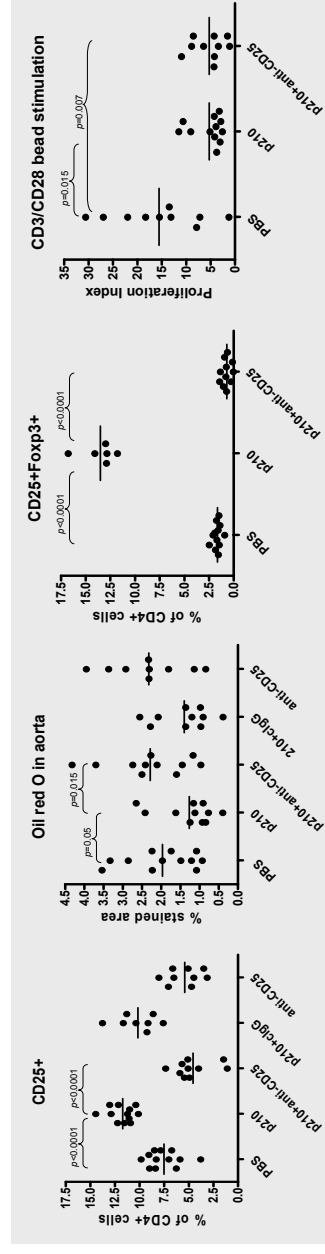 CD25+
% of CD4+ cells
17.5
15.0
12.5
10.0
7.5
5.0
2.5
0.0
p<0.0001
p<0.0001
PBS
p210
p210+anti-CD25
p210+cIgG
anti-CD25
Oil red O in aorta
% stained area
4.5
4.0
3.5
3.0
2.5
2.0
1.5
1.0
0.5
0.0
p=0.05
p=0.015
PBS
p210
p210+anti-CD25
210+cIgG
anti-CD25
CD25+Foxp3+
% of CD4+ cells
17.5
15.0
12.5
10.0
7.5
5.0
2.5
0.0
p<0.0001
p<0.0001
PBS
p210
p210+anti-CD25
CD3/CD28 bead stimulation
Proliferation Index
35
30
25
20
15
10
5
0
p=0.015
p=0.007
PBS
p210
p210+anti-CD25